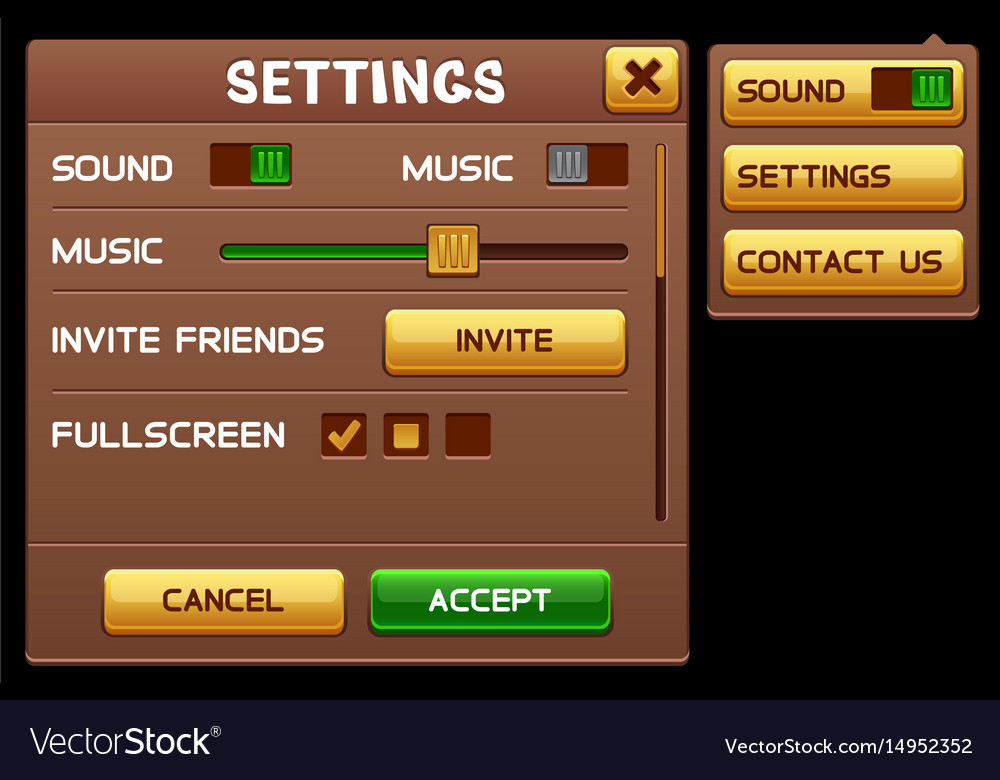 SETTINGS
SOUND MUSIC
MUSIC
INVITE FRIENDS INVITE
FULLSCREEN
CANCEL ACCEPT
SOUND
SETTINGS
CONTACT US
VectorStock®
VectorStock.com/14952352